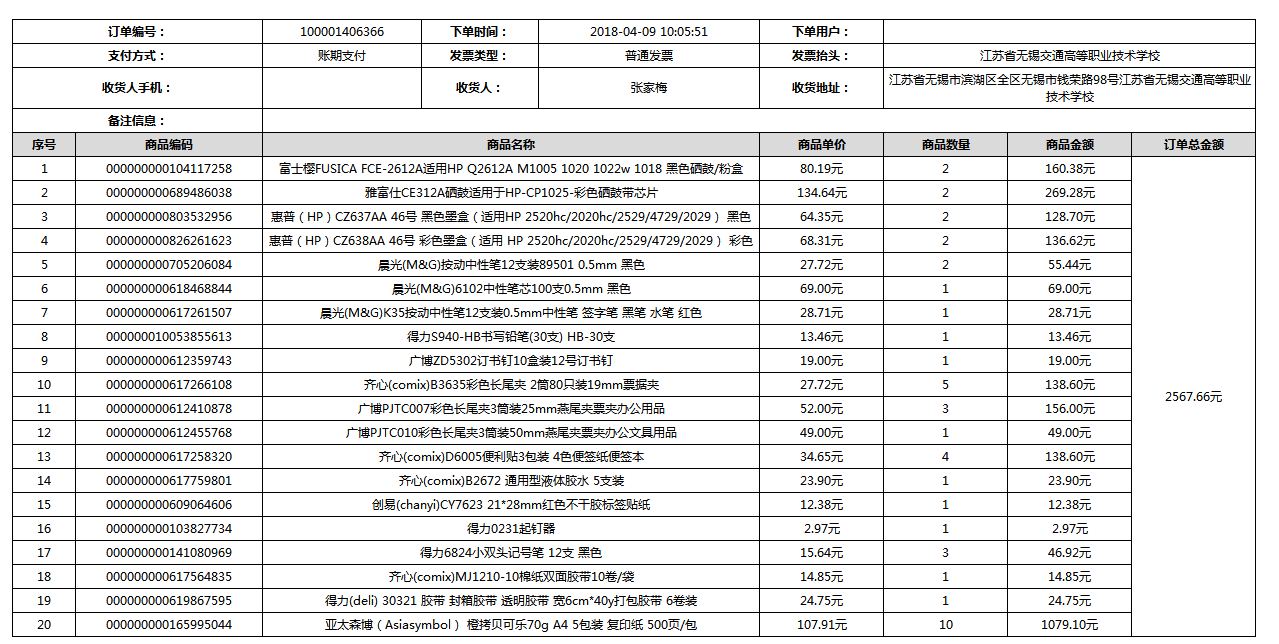 订单编号： 100001406366 下单时间： 2018-04-09 10:05:51 下单用户：
支付方式： 账期支付 发票类型： 普通发票 发票抬头： 江苏省无锡交通高等职业技术学校
收货人手机： 收货人： 张家梅 收货地址： 江苏省无锡市滨湖区全区无锡市钱荣路98号江苏省无锡交通高等职业
技术学校
备注信息：
序号 商品编码 商品名称 商品单价 商品数量 商品金额 订单总金额
1 000000000104117258 富士樱FUSICA FCE-2612A适用HP Q2612A M1005 1020 1022w 1018 黑色硒鼓/粉盒 80.19元 2 160.38元
2 000000000689486038 雅富仕CE312A硒鼓适用于HP-CP1025-彩色硒鼓带芯片 134.64元 2 269.28元
3 000000000803532956 惠普（HP）CZ637AA 46号 黑色墨盒（适用HP 2520hc/2020hc/2529/4729/2029） 黑色 64.35元 2 128.70元
4 000000000826261623 惠普（HP）CZ638AA 46号 彩色墨盒（适用 HP 2520hc/2020hc/2529/4729/2029） 彩色 68.31元 2 136.62元
5 000000000705206084 晨光(M&G)按动中性笔12支装89501 0.5mm 黑色 27.72元 2 55.44元
6 000000000618468844 晨光(M&G)6102中性笔芯100支0.5mm 黑色 69.00元 1 69.00元
7 000000000617261507 晨光(M&G)K35按动中性笔12支装0.5mm中性笔 签字笔 黑笔 水笔 红色 28.71元 1 28.71元
8 000000010053855613 得力S940-HB书写铅笔(30支) HB-30支 13.46元 1 13.46元
9 000000000612359743 广博ZD5302订书钉10盒装12号订书钉 19.00元 1 19.00元
10 000000000617266108 齐心(comix)B3635彩色长尾夹 2筒80只装19mm票据夹 27.72元 5 138.60元
11 000000000612410878 广博PJTC007彩色长尾夹3筒装25mm燕尾夹票夹办公用品 52.00元 3 156.00元
12 000000000612455768 广博PJTC010彩色长尾夹3筒装50mm燕尾夹票夹办公文具用品 49.00元 1 49.00元
13 000000000617258320 齐心(comix)D6005便利贴3包装 4色便签纸便签本 34.65元 4 138.60元
14 000000000617759801 齐心(comix)B2672 通用型液体胶水 5支装 23.90元 1 23.90元
15 000000000609064606 创易(chanyi)CY7623 21*28mm红色不干胶标签贴纸 12.38元 1 12.38元
16 000000000103827734 得力0231起钉器 2.97元 1 2.97元
17 000000000141080969 得力6824小双头记号笔 12支 黑色 15.64元 3 46.92元
18 000000000617564835 齐心(comix)MJ1210-10棉纸双面胶带10卷/袋 14.85元 1 14.85元
19 000000000619867595 得力(deli) 30321 胶带 封箱胶带 透明胶带 宽6cm*40y打包胶带 6卷装 24.75元 1 24.75元
20 000000000165995044 亚太森博（Asiasymbol） 橙拷贝可乐70g A4 5包装 复印纸 500页/包 107.91元 10 1079.10元
2567.66元